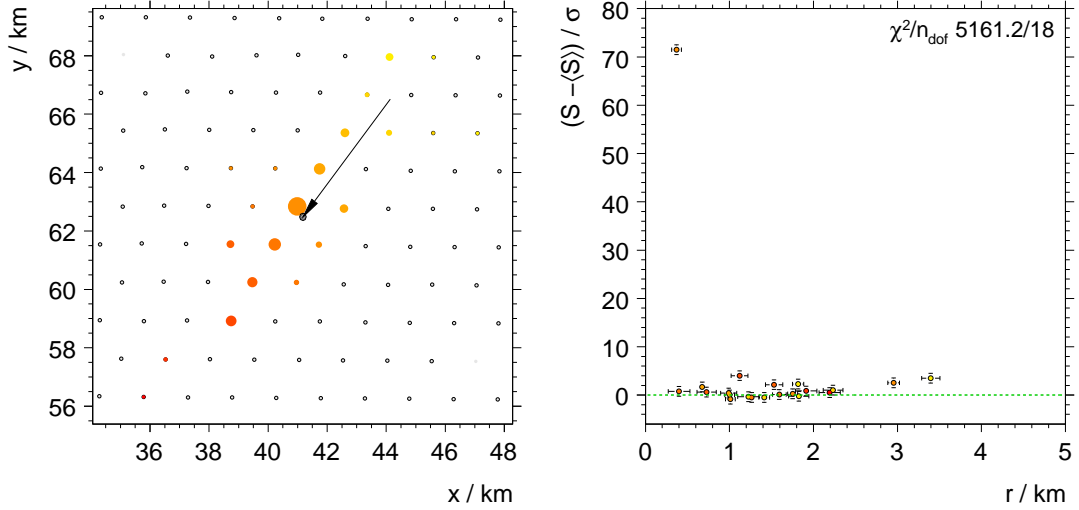 y / km
68
66
64
62
60
58
56
36 38 40 42 44 46 48
x / km
(S −⟨S⟩) / σ
χ²/n_dof 5161.2/18
80
70
60
50
40
30
20
10
0
0 1 2 3 4 5
r / km